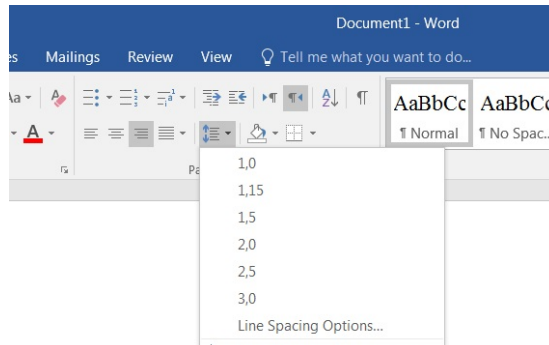 Document1 - Word
Mailings Review View Tell me what you want to do...
AaBbCc AaBbCc
¶ Normal ¶ No Spac...
1,0
1,15
1,5
2,0
2,5
3,0
Line Spacing Options...